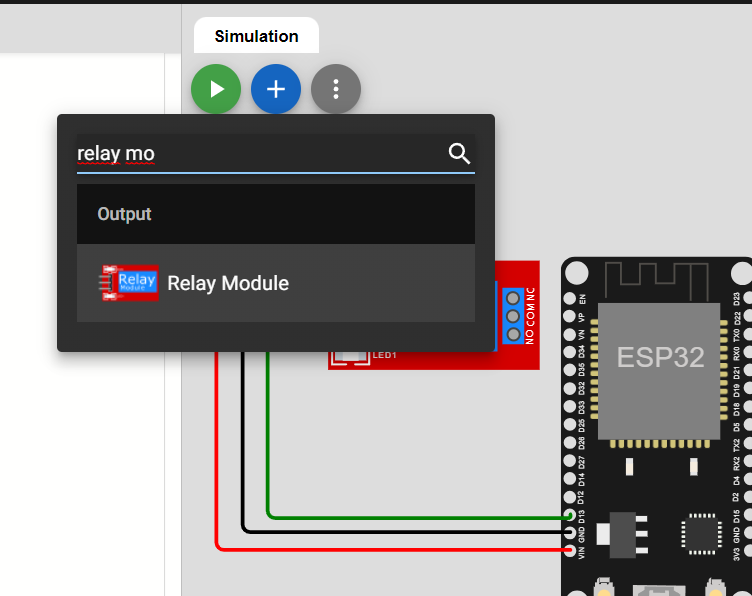 Simulation
relay mo
Output
Relay
Module
Relay Module
NO COM NC
LED1
ESP32
EN
VP
VN
D34
D35
D32
D33
D25
D26
D27
D14
D12
D13
GND
VIN
D23
D22
TX0
RX0
D21
D19
D18
D5
TX2
RX2
D4
D2
D15
GND
3V3